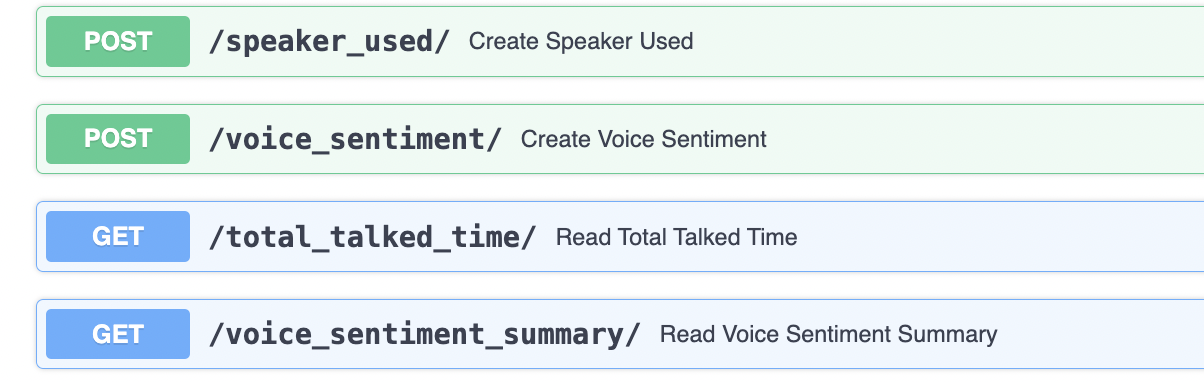 POST /speaker_used/ Create Speaker Used
POST /voice_sentiment/ Create Voice Sentiment
GET /total_talked_time/ Read Total Talked Time
GET /voice_sentiment_summary/ Read Voice Sentiment Summary